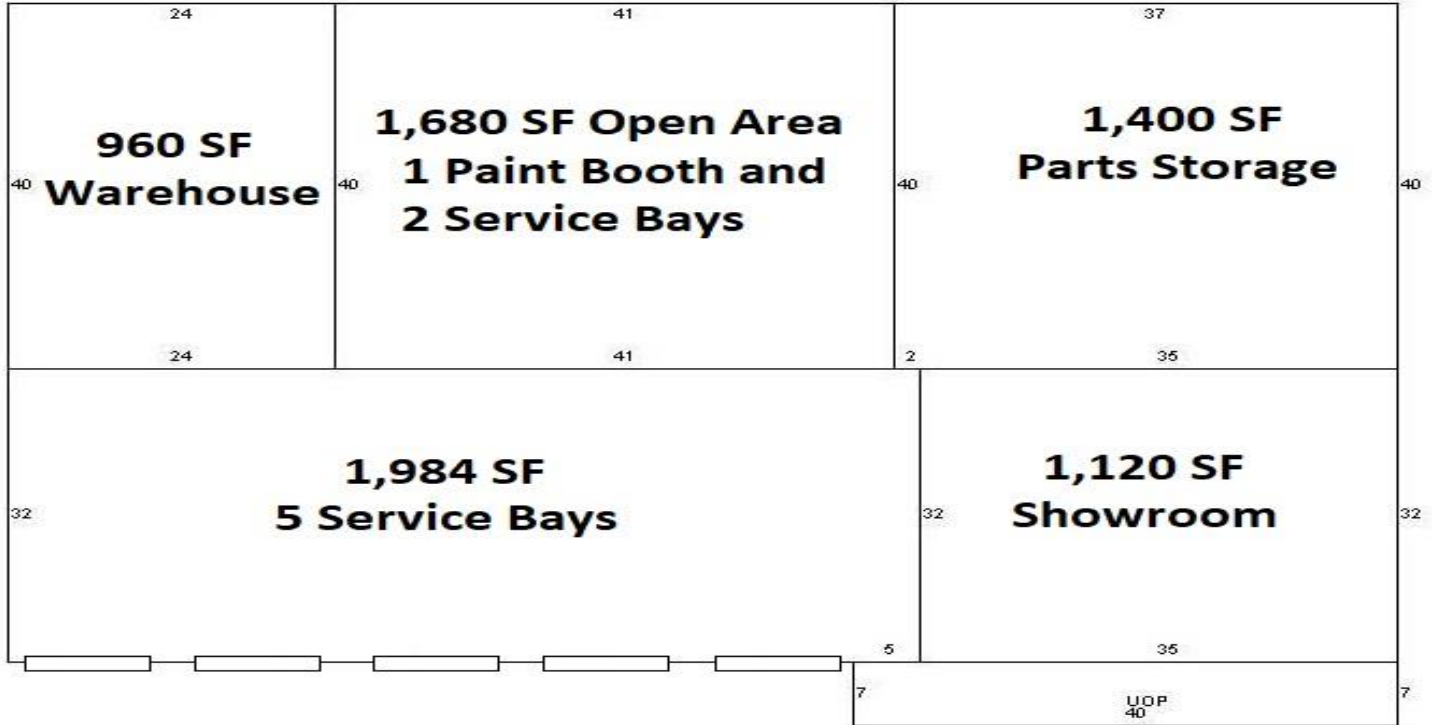 24
41
37
960 SF
Warehouse
1,680 SF Open Area
1 Paint Booth and
2 Service Bays
1,400 SF
Parts Storage
40
40
40
40
24
41
2
35
1,984 SF
5 Service Bays
1,120 SF
Showroom
32
32
32
5
35
7
UOP
40
7